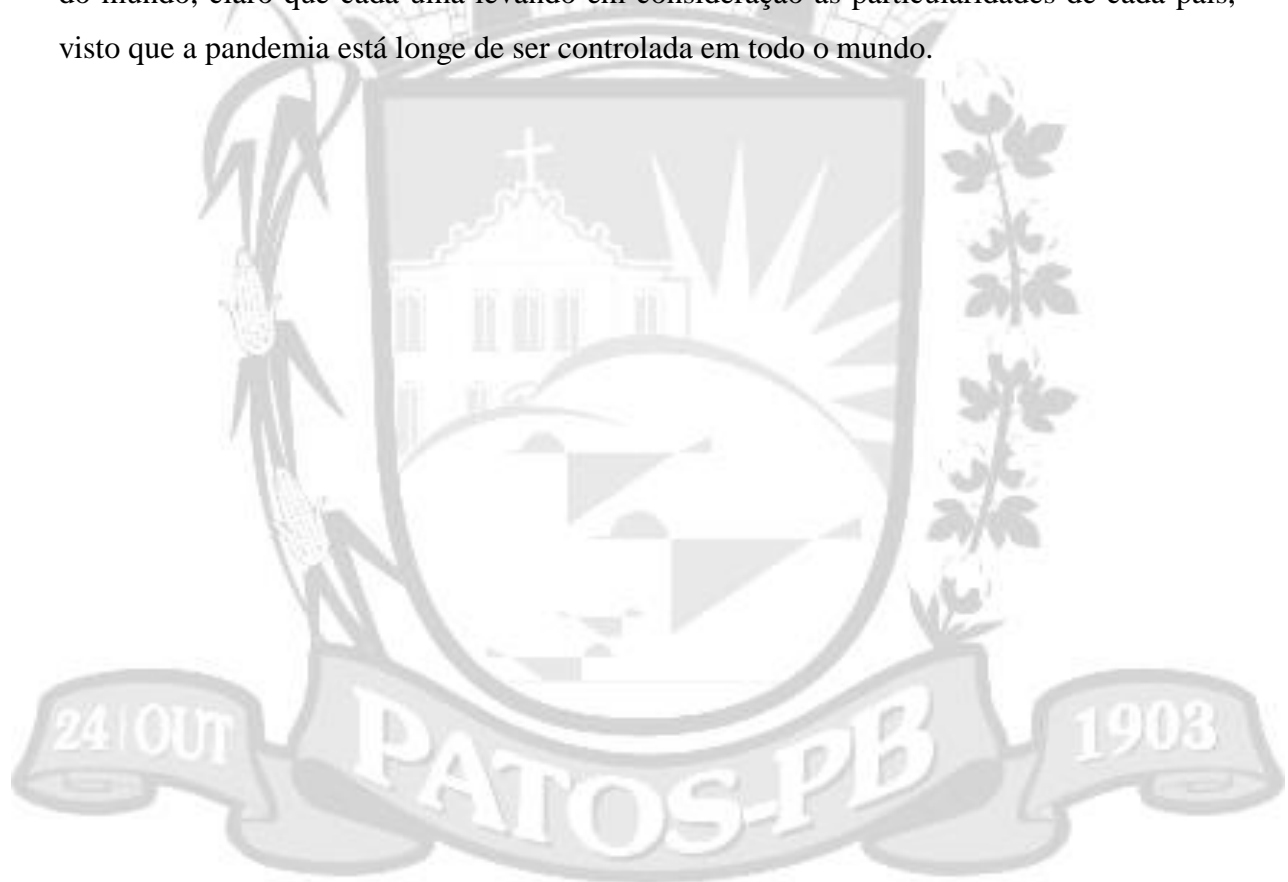 do mundo, claro que cada uma levando em consideração as particularidades de cada país,
visto que a pandemia está longe de ser controlada em todo o mundo.
24 | OUT
PATOS-PB
1903